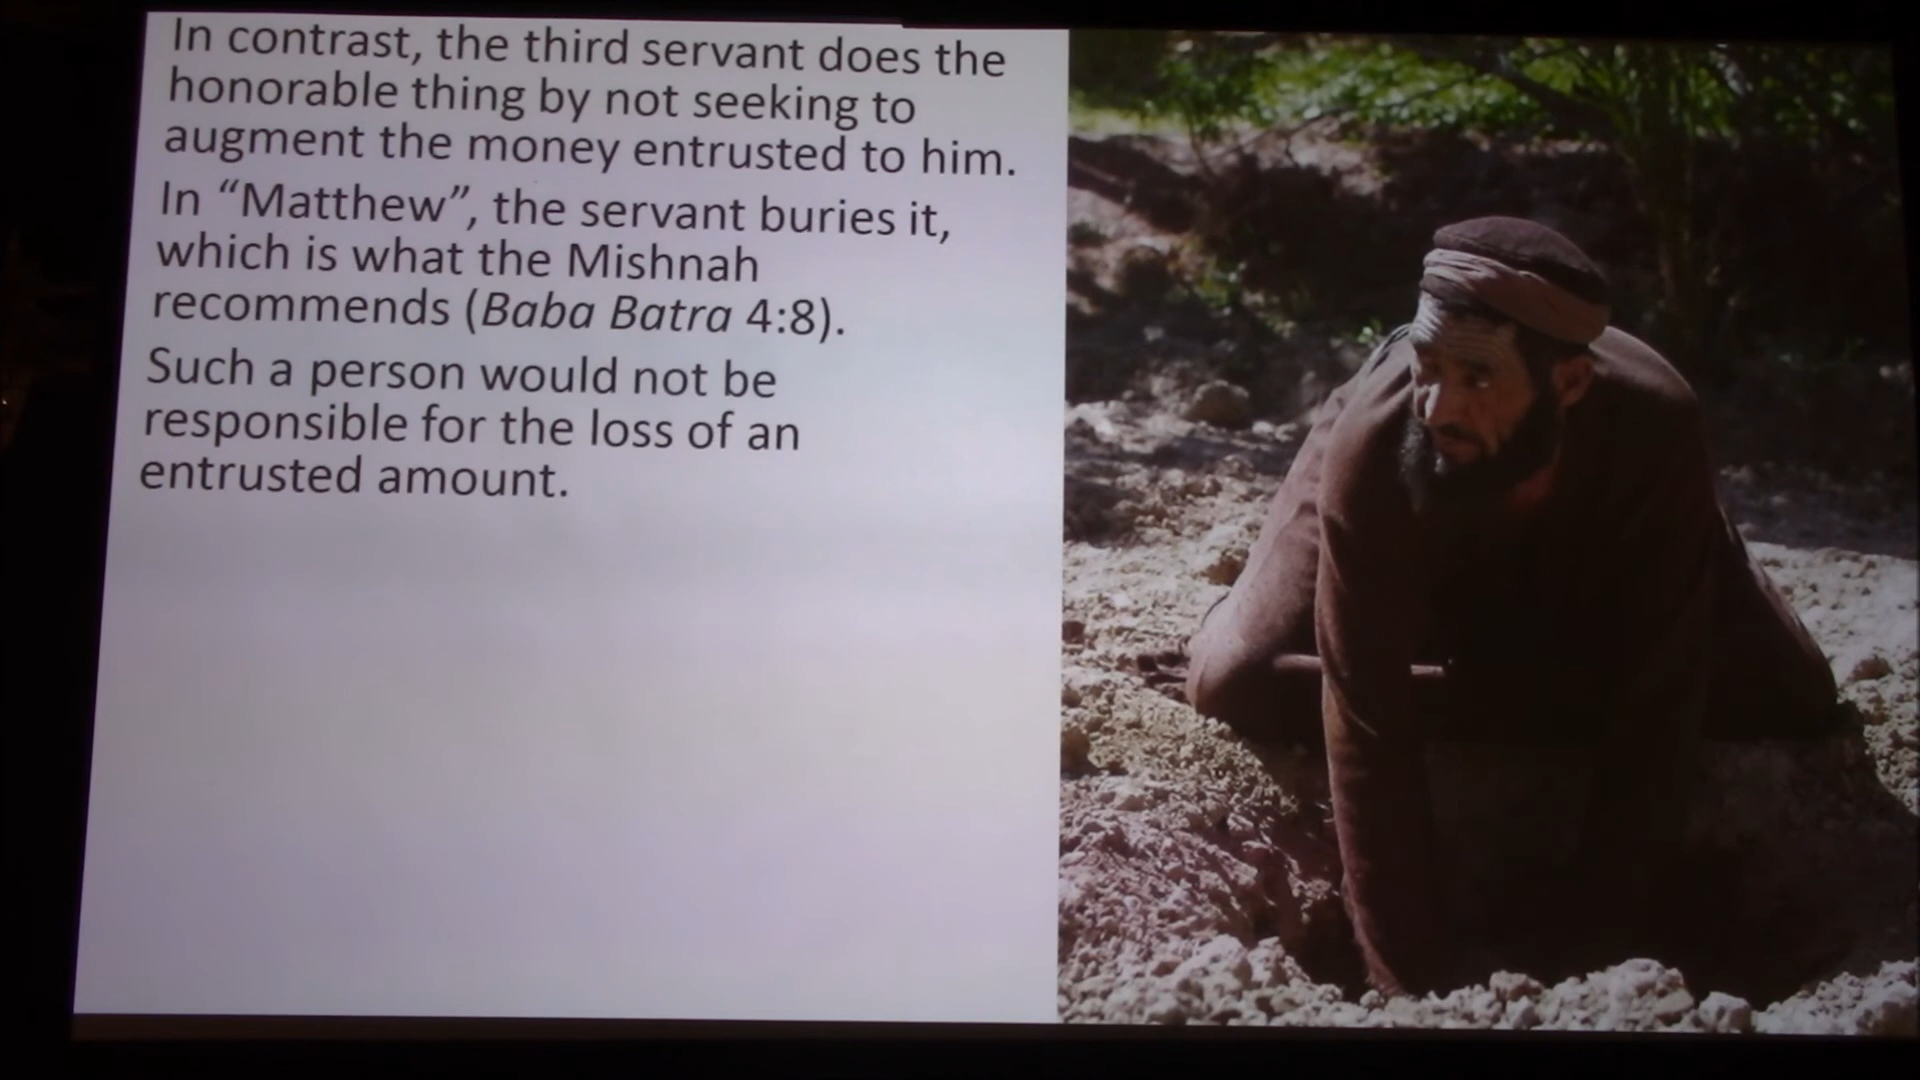 In contrast, the third servant does the
honorable thing by not seeking to
augment the money entrusted to him.
In “Matthew”, the servant buries it,
which is what the Mishnah
recommends (Baba Batra 4:8).
Such a person would not be
responsible for the loss of an
entrusted amount.